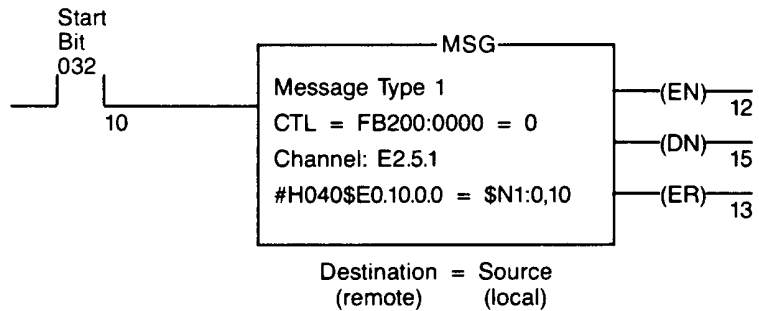 Start
Bit
032
10
MSG
Message Type 1
CTL = FB200:0000 = 0
Channel: E2.5.1
#H040$E0.10.0.0 = $N1:0,10
(EN)
12
(DN)
15
(ER)
13
Destination = Source
(remote) (local)